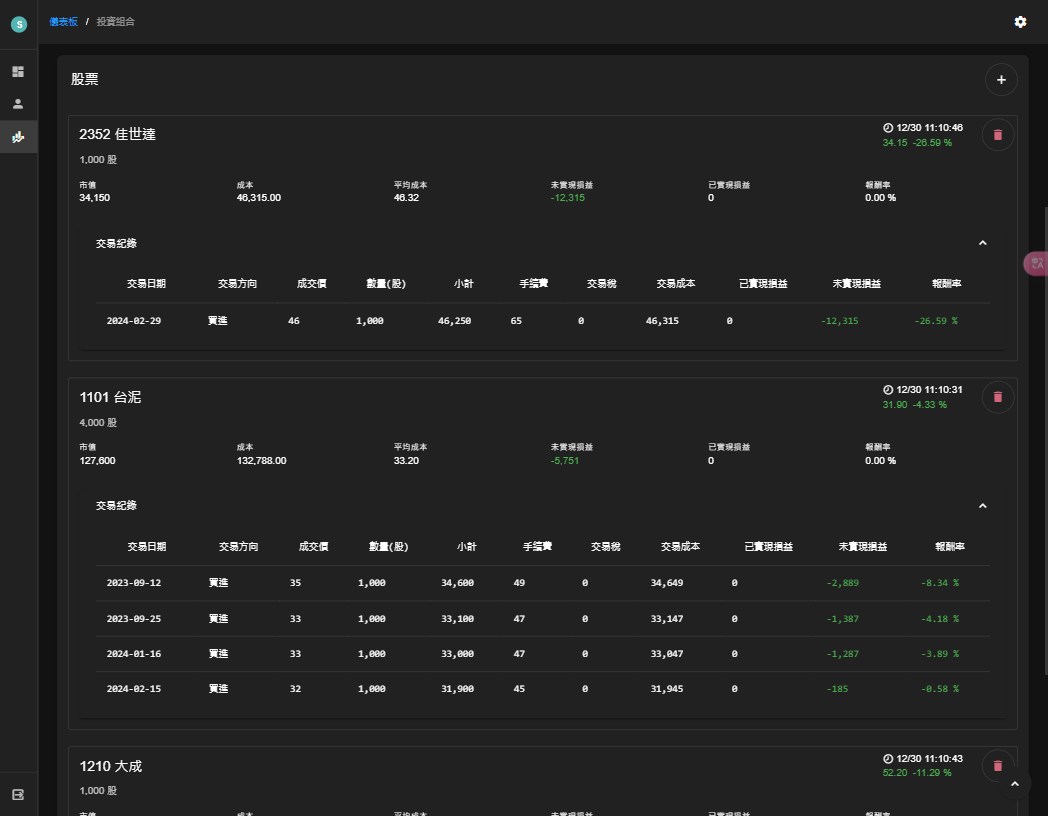 S 儀表板 / 投資組合
股票
2352 佳世達
12/30 11:10:46
34.15 -26.59 %
1,000 股
市值 成本 平均成本 未實現損益 已實現損益 報酬率
34,150 46,315.00 46.32 -12,315 0 0.00 %
交易紀錄
交易日期 交易方向 成交價 數量(股) 小計 手續費 交易稅 交易成本 已實現損益 未實現損益 報酬率
2024-02-29 買進 46 1,000 46,250 65 0 46,315 0 -12,315 -26.59 %
1101 台泥
12/30 11:10:31
31.90 -4.33 %
4,000 股
市值 成本 平均成本 未實現損益 已實現損益 報酬率
127,600 132,788.00 33.20 -5,751 0 0.00 %
交易紀錄
交易日期 交易方向 成交價 數量(股) 小計 手續費 交易稅 交易成本 已實現損益 未實現損益 報酬率
2023-09-12 買進 35 1,000 34,600 49 0 34,649 0 -2,889 -8.34 %
2023-09-25 買進 33 1,000 33,100 47 0 33,147 0 -1,387 -4.18 %
2024-01-16 買進 33 1,000 33,000 47 0 33,047 0 -1,287 -3.89 %
2024-02-15 買進 32 1,000 31,900 45 0 31,945 0 -185 -0.58 %
1210 大成
12/30 11:10:43
52.20 -11.29 %
1,000 股
市值 成本 平均成本 未實現損益 已實現損益 報酬率